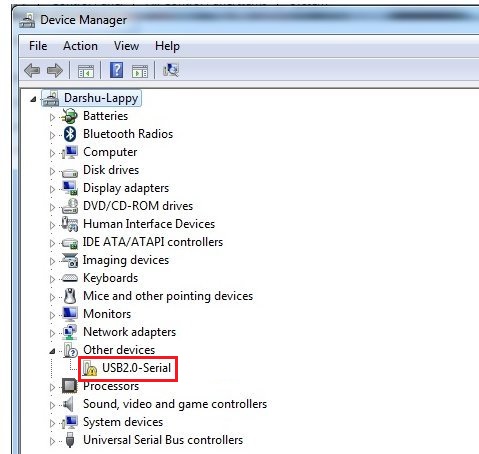 Device Manager
File Action View Help
Darshu-Lappy
Batteries
Bluetooth Radios
Computer
Disk drives
Display adapters
DVD/CD-ROM drives
Human Interface Devices
IDE ATA/ATAPI controllers
Imaging devices
Keyboards
Mice and other pointing devices
Monitors
Network adapters
Other devices
USB2.0-Serial
Processors
Sound, video and game controllers
System devices
Universal Serial Bus controllers